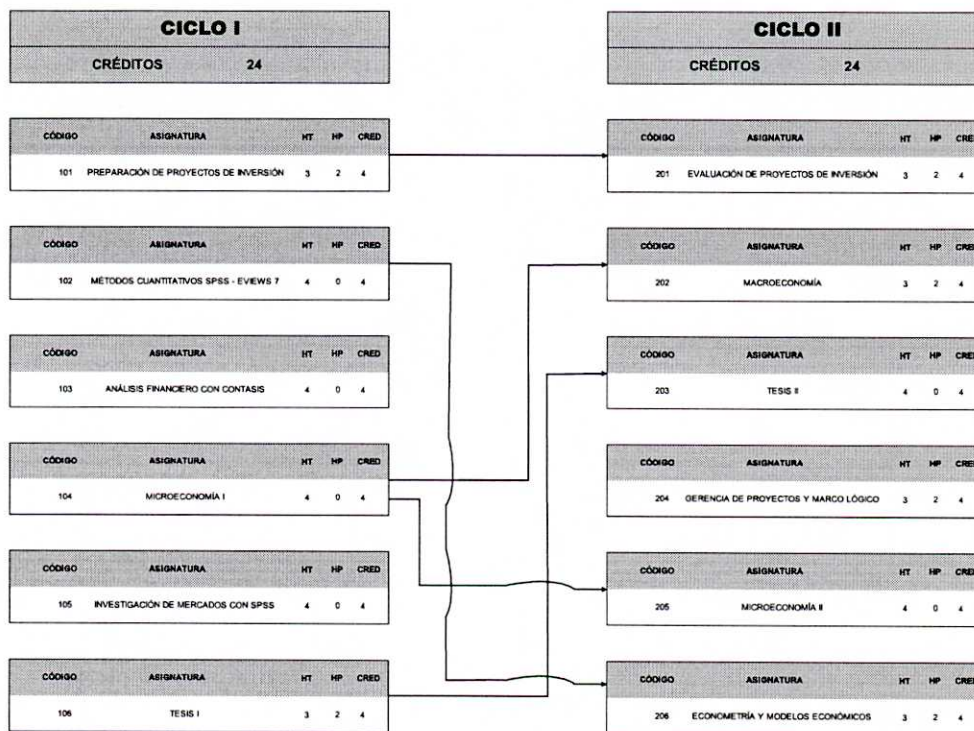 CICLO I
CRÉDITOS 24
CÓDIGO ASIGNATURA HT HP CRED
101 PREPARACIÓN DE PROYECTOS DE INVERSIÓN 3 2 4
CÓDIGO ASIGNATURA HT HP CRED
102 MÉTODOS CUANTITATIVOS SPSS - EVIEWS 7 4 0 4
CÓDIGO ASIGNATURA HT HP CRED
103 ANÁLISIS FINANCIERO CON CONTASIS 4 0 4
CÓDIGO ASIGNATURA HT HP CRED
104 MICROECONOMÍA I 4 0 4
CÓDIGO ASIGNATURA HT HP CRED
105 INVESTIGACIÓN DE MERCADOS CON SPSS 4 0 4
CÓDIGO ASIGNATURA HT HP CRED
106 TESIS I 3 2 4
CICLO II
CRÉDITOS 24
CÓDIGO ASIGNATURA HT HP CRED
201 EVALUACIÓN DE PROYECTOS DE INVERSIÓN 3 2 4
CÓDIGO ASIGNATURA HT HP CRED
202 MACROECONOMÍA 3 2 4
CÓDIGO ASIGNATURA HT HP CRED
203 TESIS II 4 0 4
CÓDIGO ASIGNATURA HT HP CRED
204 GERENCIA DE PROYECTOS Y MARCO LÓGICO 3 2 4
CÓDIGO ASIGNATURA HT HP CRED
205 MICROECONOMÍA II 4 0 4
CÓDIGO ASIGNATURA HT HP CRED
206 ECONOMETRÍA Y MODELOS ECONÓMICOS 3 2 4